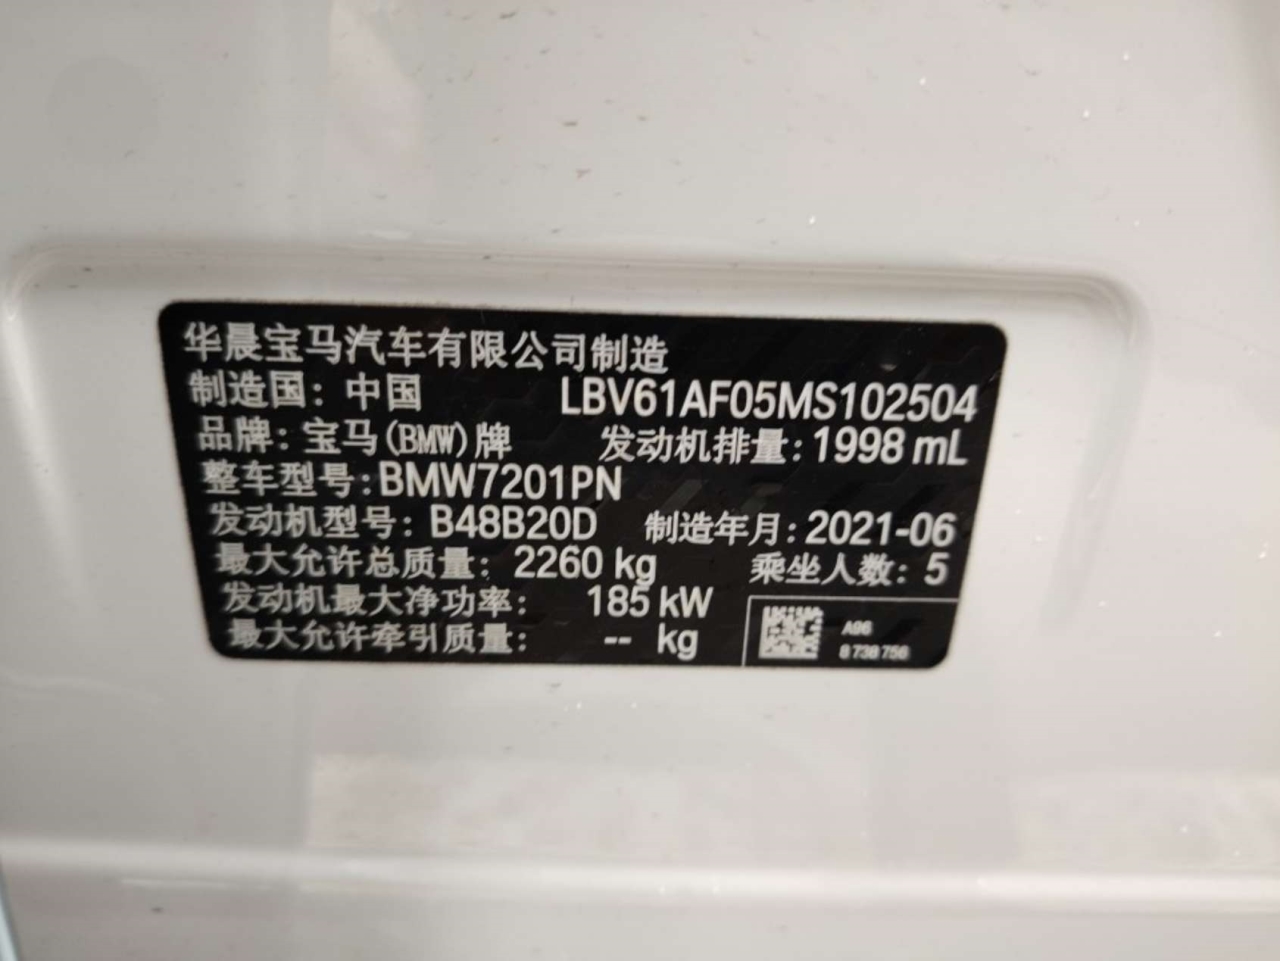 华晨宝马汽车有限公司制造
制造国：中国 LBV61AF05MS102504
品牌：宝马(BMW)牌 发动机排量：1998 mL
整车型号：BMW7201PN
发动机型号：B48B20D 制造年月：2021-06
最大允许总质量：2260 kg 乘坐人数：5
发动机最大净功率：185 kW
最大允许牵引质量：-- kg
A96
8 738 756